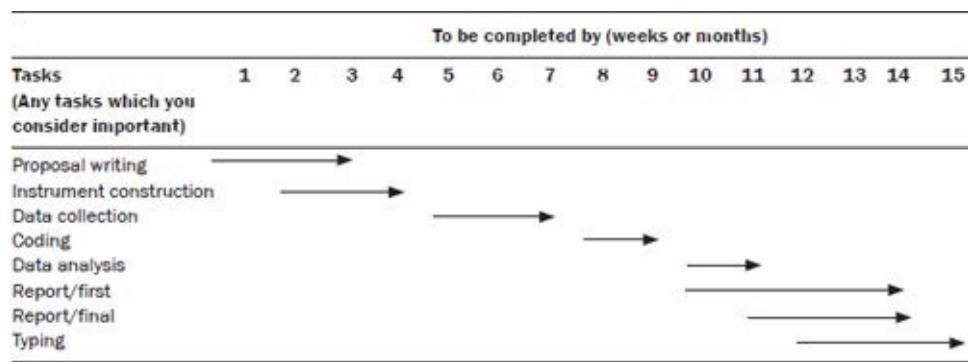 To be completed by (weeks or months)
Tasks 1 2 3 4 5 6 7 8 9 10 11 12 13 14 15
(Any tasks which you
consider important)
Proposal writing
Instrument construction
Data collection
Coding
Data analysis
Report/first
Report/final
Typing